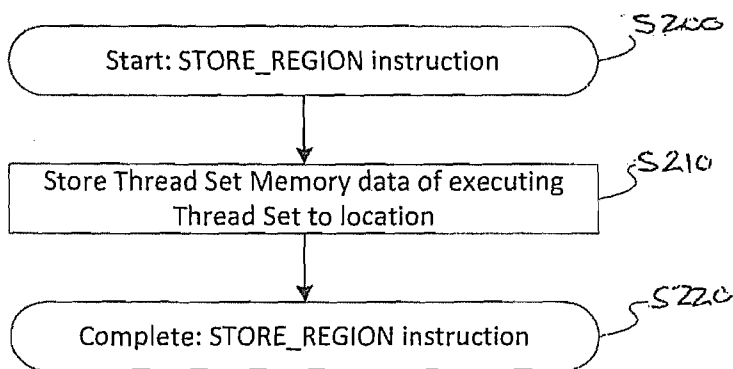 S200
Start: STORE_REGION instruction
S210
Store Thread Set Memory data of executing
Thread Set to location
S220
Complete: STORE_REGION instruction